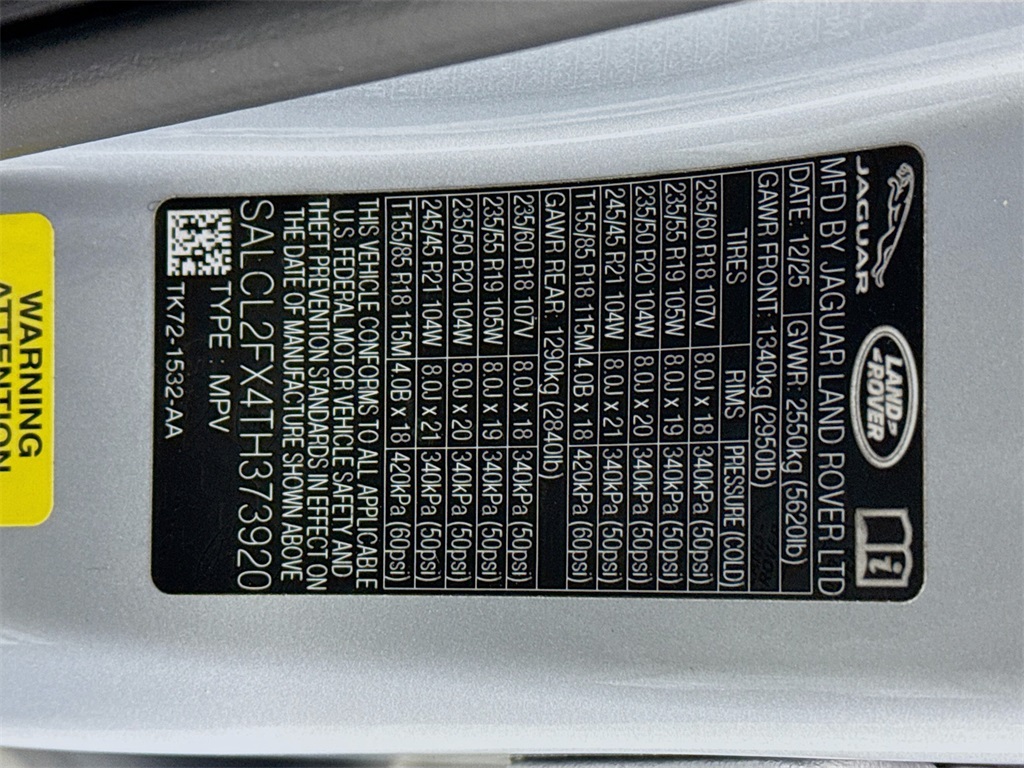 JAGUAR
LAND
ROVER
i
MFD BY JAGUAR LAND ROVER LTD
DATE: 12/25 GWWR: 2550kg (5620lb)
GAWR FRONT: 1340kg (2950lb)
TIRES RIMS PRESSURE(COLD)
235/60 R18 107V 8.0J x 18 340kPa (50psi)
235/55 R19 105W 8.0J x 19 340kPa (50psi)
235/50 R20 104W 8.0J x 20 340kPa (50psi)
245/45 R21 104W 8.0J x 21 340kPa (50psi)
T155/85 R18 115M 4.0B x 18 420kPa (60psi)
GAWR REAR: 1290kg (2840lb)
235/60 R18 107V 8.0J x 18 340kPa (50psi)
235/55 R19 105W 8.0J x 19 340kPa (50psi)
235/50 R20 104W 8.0J x 20 340kPa (50psi)
245/45 R21 104W 8.0J x 21 340kPa (50psi)
T155/85 R18 115M 4.0B x 18 420kPa (60psi)
THIS VEHICLE CONFORMS TO ALL APPLICABLE
U.S. FEDERAL MOTOR VEHICLE SAFETY AND
THEFT PREVENTION STANDARDS IN EFFECT ON
THE DATE OF MANUFACTURE SHOWN ABOVE
SALCL2FX4TH373920
TYPE : MPV
TK72-1532-AA
WARNING
ATTENTION